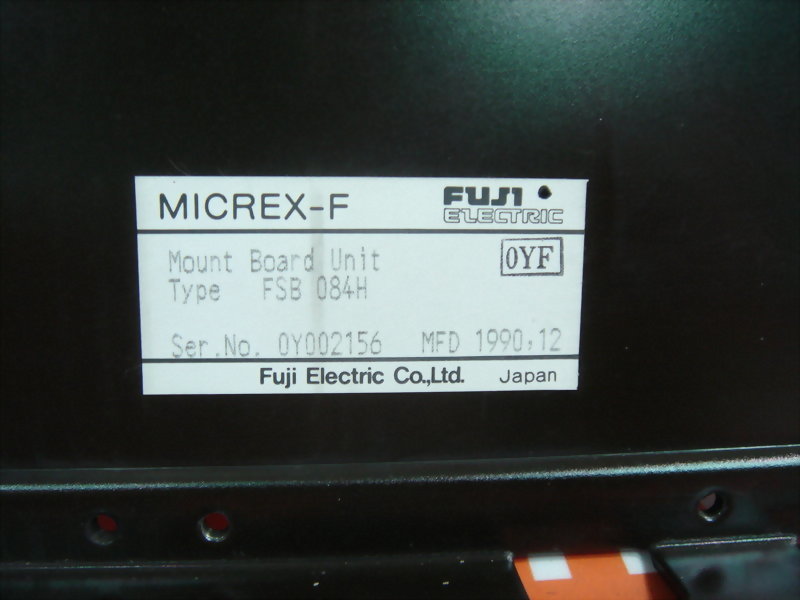 MICREX-F FUJI ELECTRIC
Mount Board Unit 0YF
Type FSB 084H
Ser.No. 0Y002156 MFD 1990,12
Fuji Electric Co.,Ltd. Japan